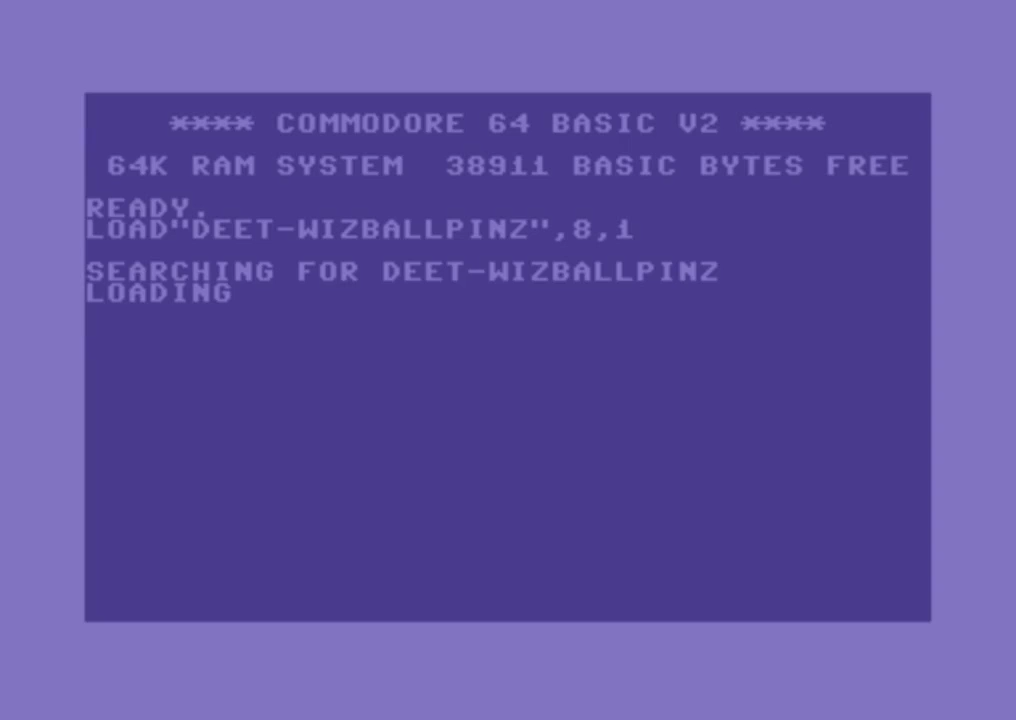 **** COMMODORE 64 BASIC V2 ****
64K RAM SYSTEM  38911 BASIC BYTES FREE
READY.
LOAD"DEET-WIZBALLPINZ",8,1
SEARCHING FOR DEET-WIZBALLPINZ
LOADING